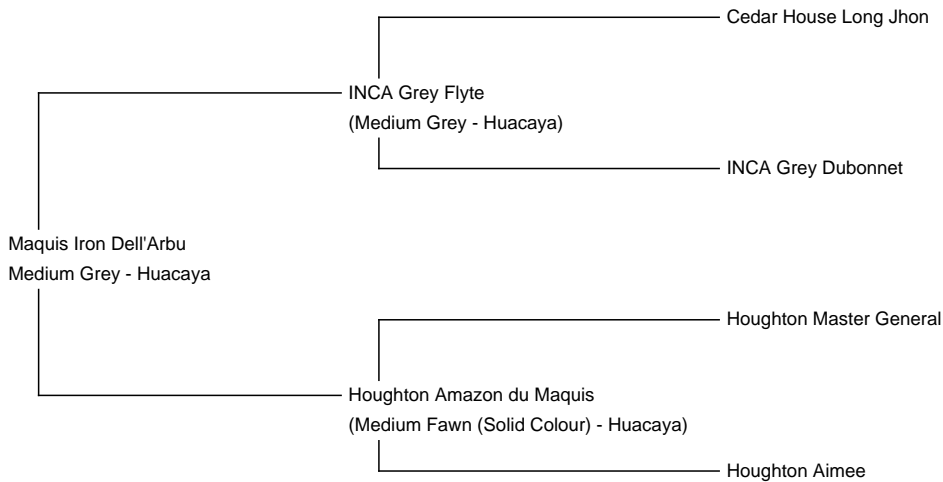 Cedar House Long Jhon
INCA Grey Flyte
(Medium Grey - Huacaya)
INCA Grey Dubonnet
Maquis Iron Dell'Arbu
Medium Grey - Huacaya
Houghton Master General
Houghton Amazon du Maquis
(Medium Fawn (Solid Colour) - Huacaya)
Houghton Aimee